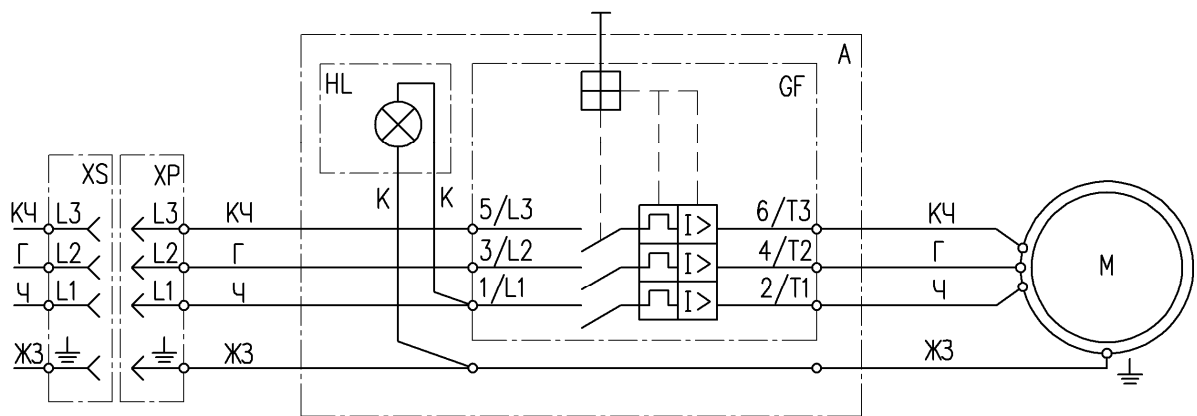 A
HL
GF
XS XP
К К
КЧ L3 L3 КЧ 5/L3 6/T3 КЧ
Г L2 L2 Г 3/L2 4/T2 Г
M
Ч L1 L1 Ч 1/L1 2/T1 Ч
I>
I>
I>
ЖЗ ЖЗ ЖЗ